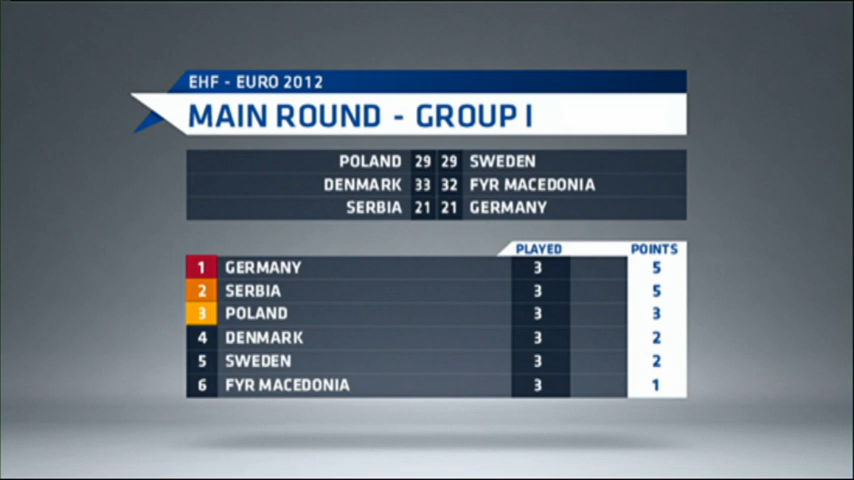 EHF - EURO 2012
MAIN ROUND - GROUP I
POLAND 29 29 SWEDEN
DENMARK 33 32 FYR MACEDONIA
SERBIA 21 21 GERMANY
PLAYED POINTS
1 GERMANY 3 5
2 SERBIA 3 5
3 POLAND 3 3
4 DENMARK 3 2
5 SWEDEN 3 2
6 FYR MACEDONIA 3 1